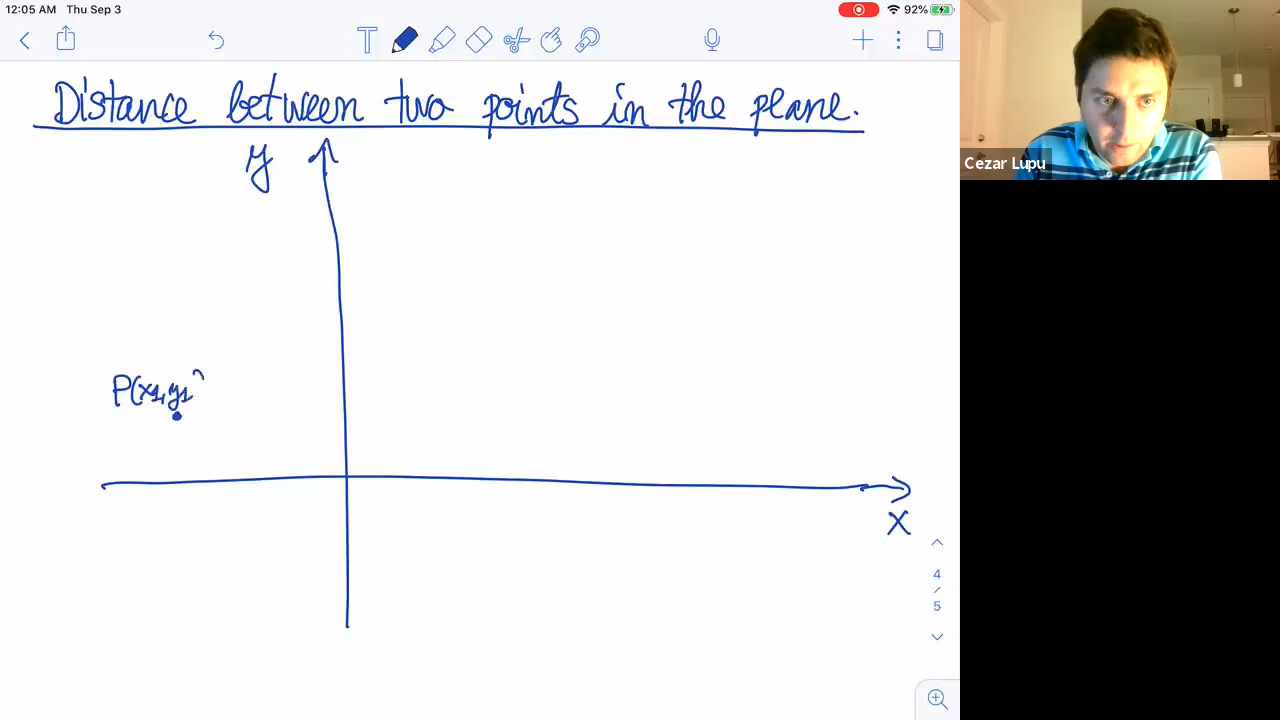 12:05 AM Thu Sep 3
92%
Distance between two points in the plane.
y
Cezar Lupu
P(x1, y1)
x
4
/
5